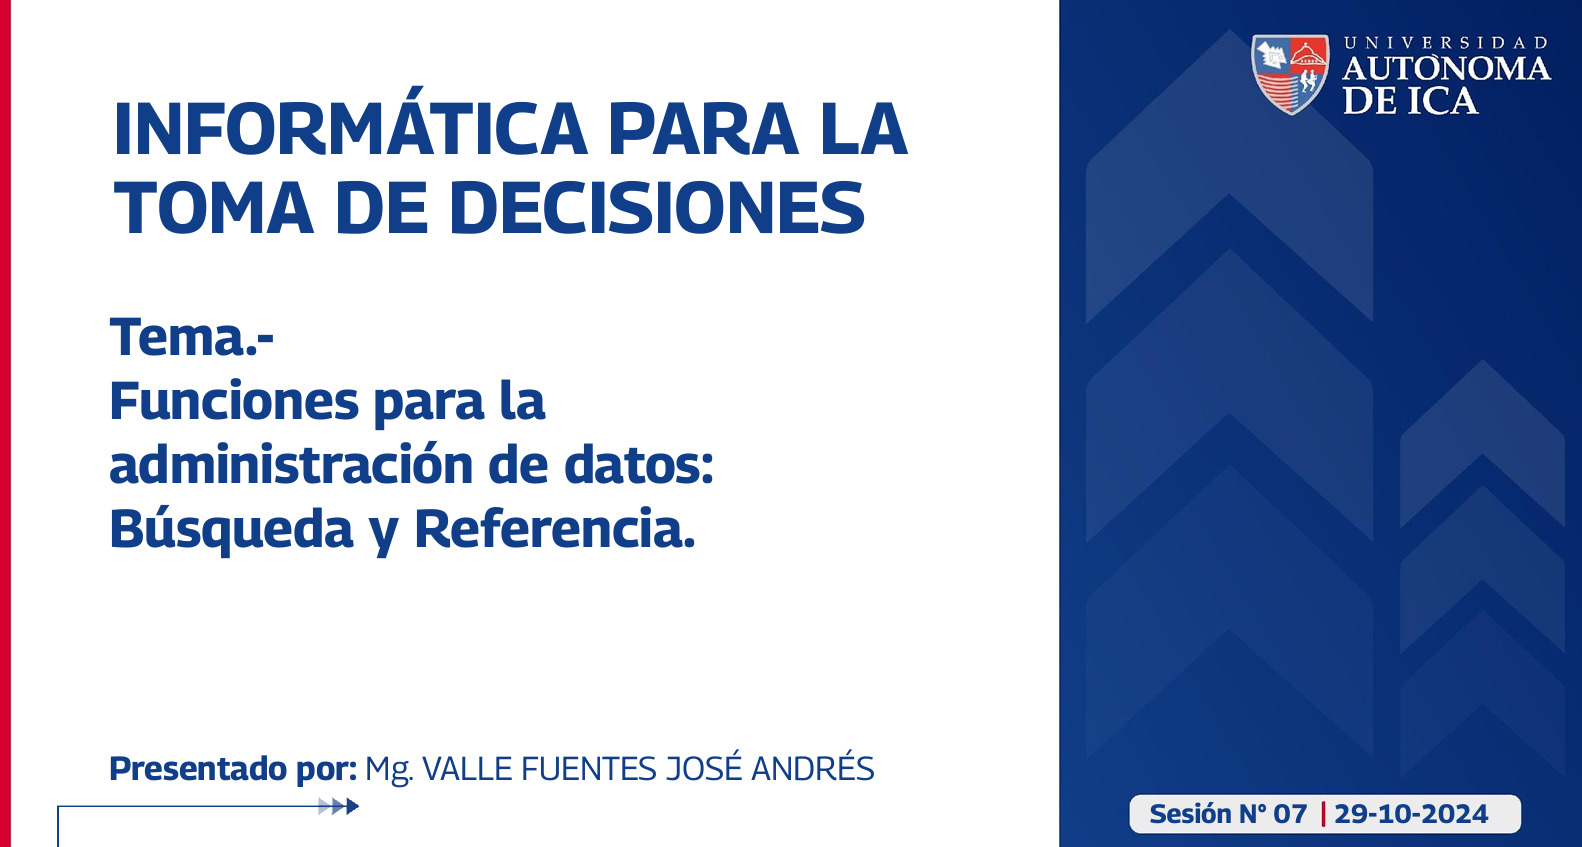 UNIVERSIDAD
AUTÓNOMA
DE ICA
INFORMÁTICA PARA LA
TOMA DE DECISIONES
Tema.-
Funciones para la
administración de datos:
Búsqueda y Referencia.
Presentado por: Mg. VALLE FUENTES JOSÉ ANDRÉS
Sesión N° 07 | 29-10-2024